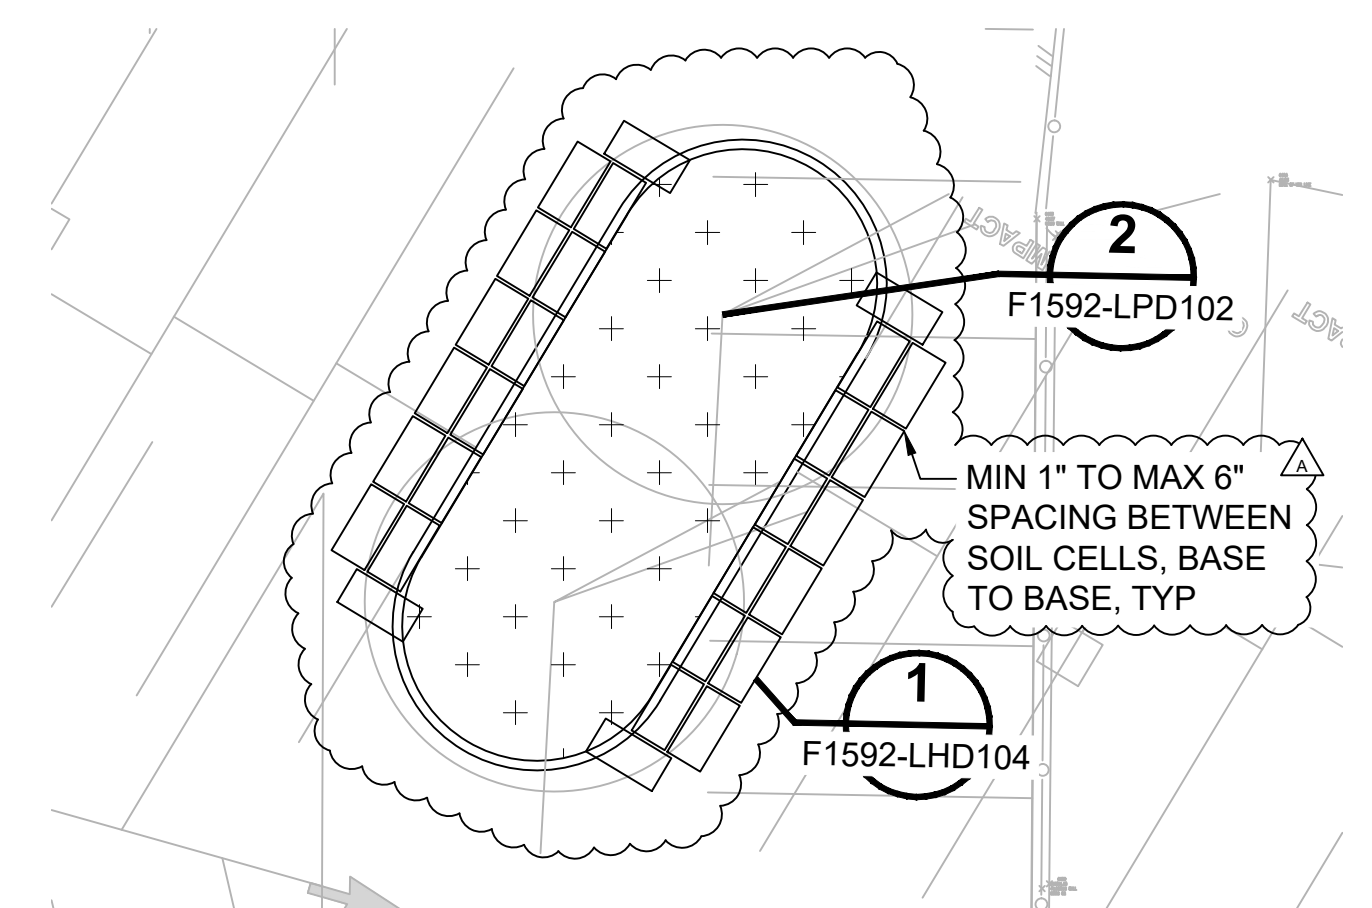 2
F1592-LPD102
IMPACT
C
MIN 1" TO MAX 6"
SPACING BETWEEN
SOIL CELLS, BASE
TO BASE, TYP
A
1
F1592-LHD104